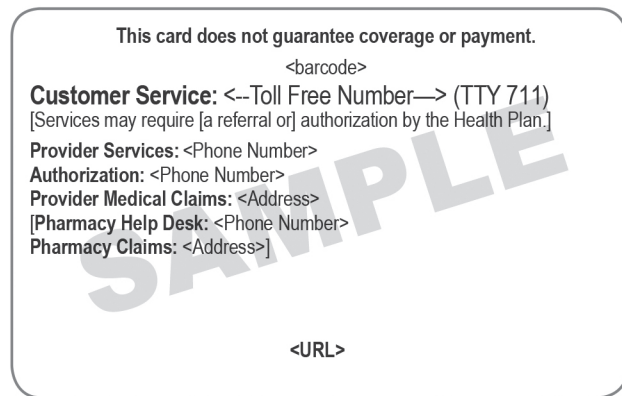 This card does not guarantee coverage or payment.
<barcode>
Customer Service: <--Toll Free Number—> (TTY 711)
[Services may require [a referral or] authorization by the Health Plan.]
Provider Services: <Phone Number>
Authorization: <Phone Number>
Provider Medical Claims: <Address>
[Pharmacy Help Desk: <Phone Number>
Pharmacy Claims: <Address>]
SAMPLE
<URL>